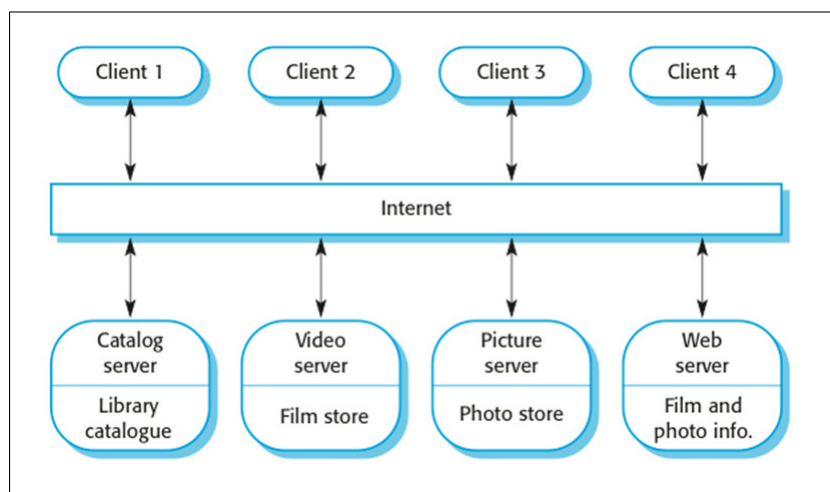 Client 1
Client 2
Client 3
Client 4
Internet
Catalog
server
Library
catalogue
Video
server
Film store
Picture
server
Photo store
Web
server
Film and
photo info.